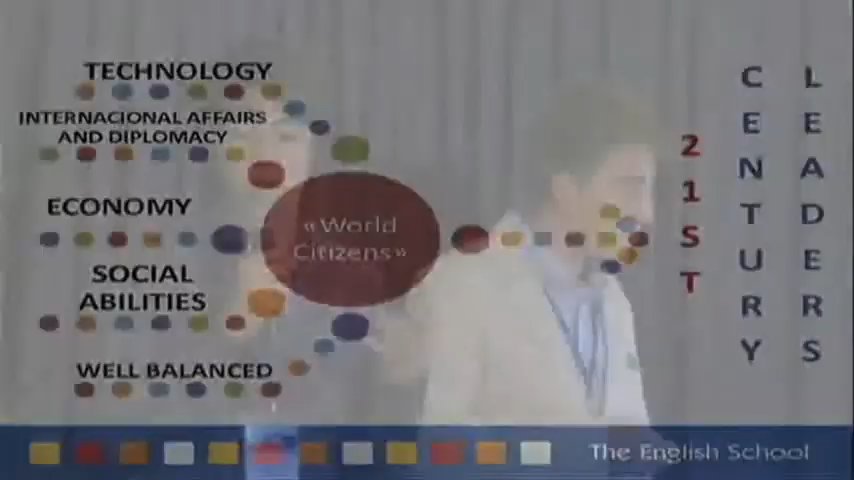 TECHNOLOGY
INTERNACIONAL AFFAIRS
AND DIPLOMACY
ECONOMY
SOCIAL
ABILITIES
WELL BALANCED
«World
Citizens»
21ST
CENTURY
LEADERS
The English School